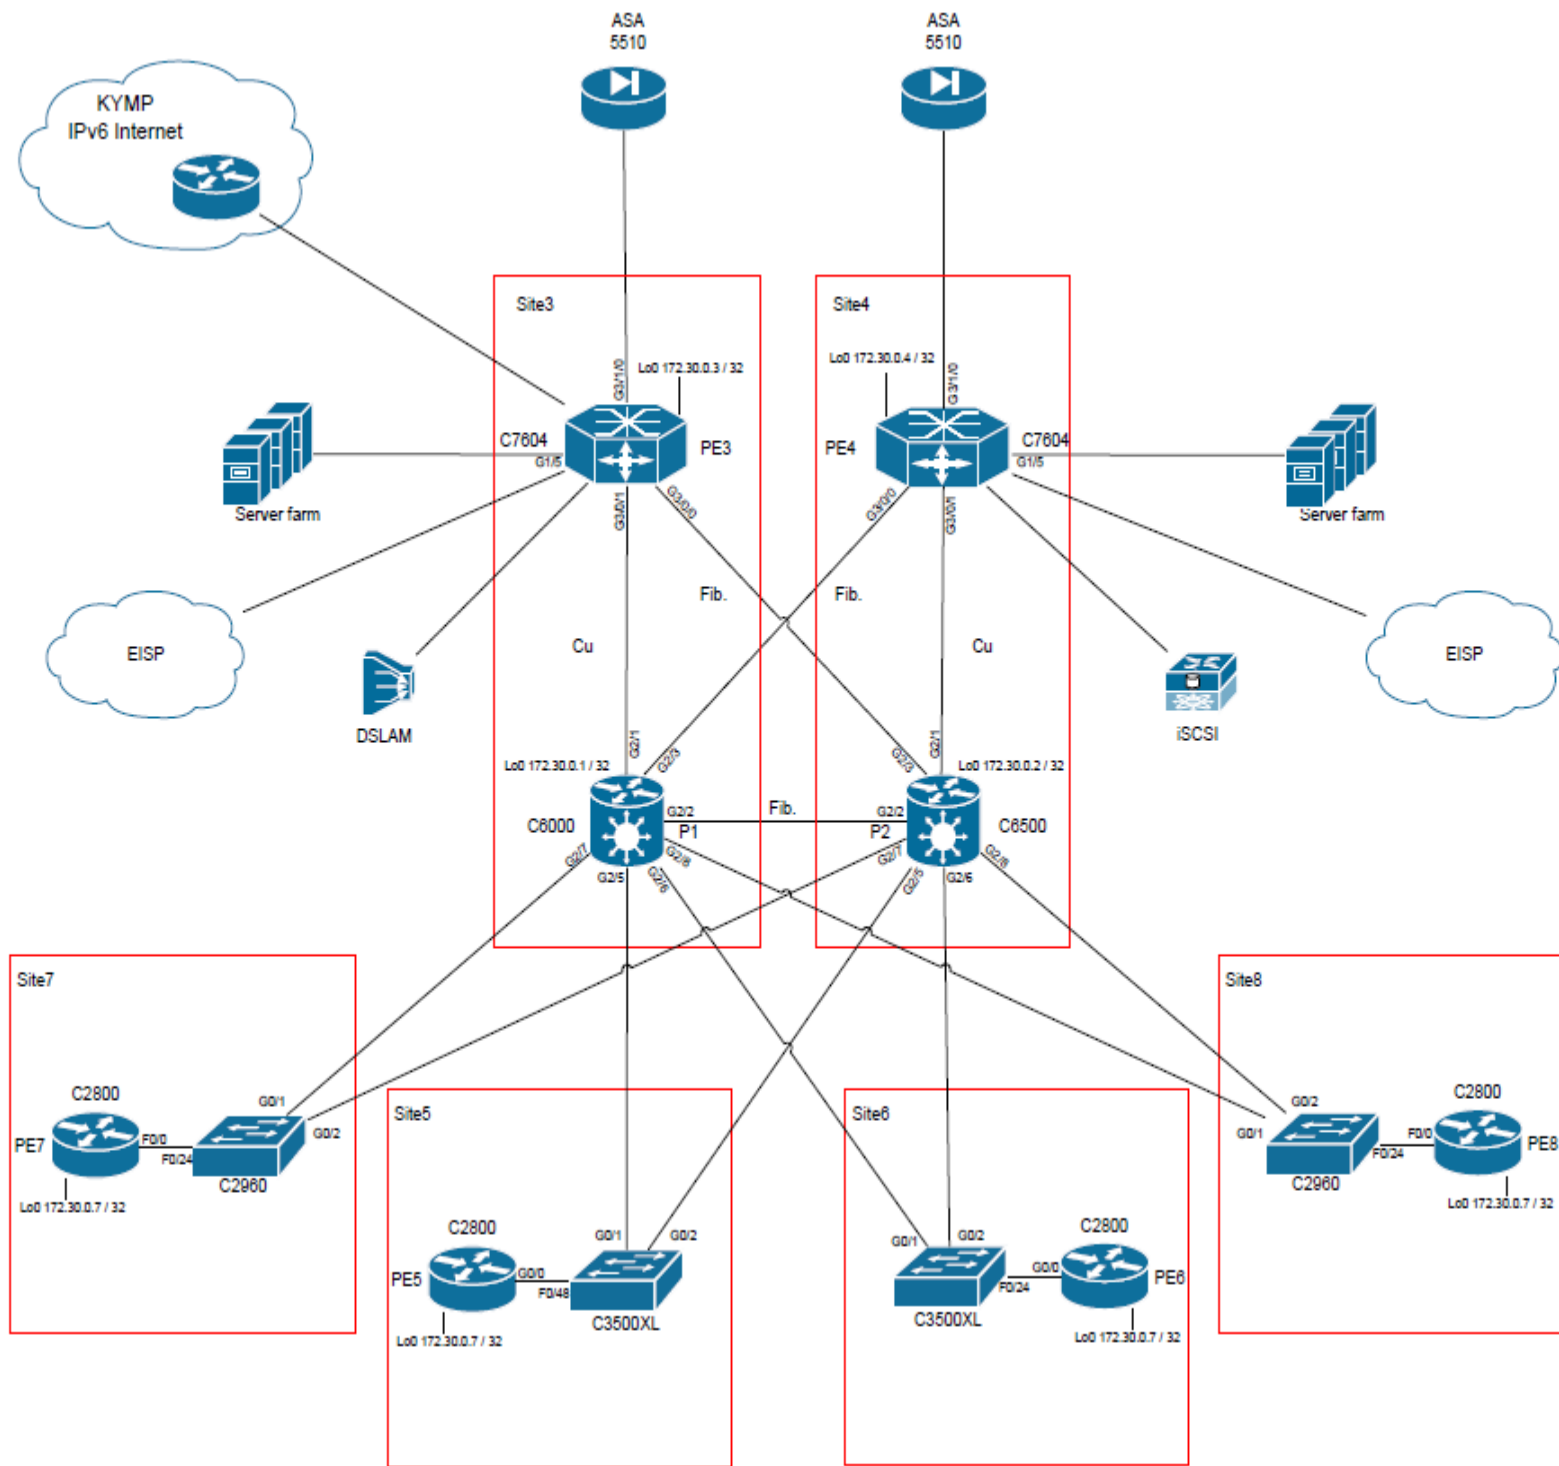 ASA
5510
ASA
5510
KYMP
IPv6 Internet
Site3
Site4
G3/1/0
Lo0 172.30.0.3 / 32
Lo0 172.30.0.4 / 32
G3/1/0
C7604
G1/5
PE3
PE4
C7604
G1/5
Server farm
Server farm
G3/0/1
G3/0/0
G3/0/0
G3/0/1
Fib.
Fib.
EISP
Cu
Cu
EISP
DSLAM
iSCSI
G2/1
G2/3
G2/3
G2/1
Lo0 172.30.0.1 / 32
Lo0 172.30.0.2 / 32
C6000
G2/2
Fib.
G2/2
C6500
P1
P2
G2/7
G2/8
G2/7
G2/8
G2/5
G2/6
G2/5
G2/6
Site7
Site8
C2800
G0/1
G0/2
PE7
F0/0
F0/24
C2960
Lo0 172.30.0.7 / 32
Site5
C2800
G0/1
G0/2
PE5
G0/0
F0/48
C3500XL
Lo0 172.30.0.7 / 32
Site6
G0/1
G0/2
C2800
G0/0
F0/24
PE6
C3500XL
Lo0 172.30.0.7 / 32
G0/2
G0/1
C2800
F0/0
F0/24
PE8
C2960
Lo0 172.30.0.7 / 32